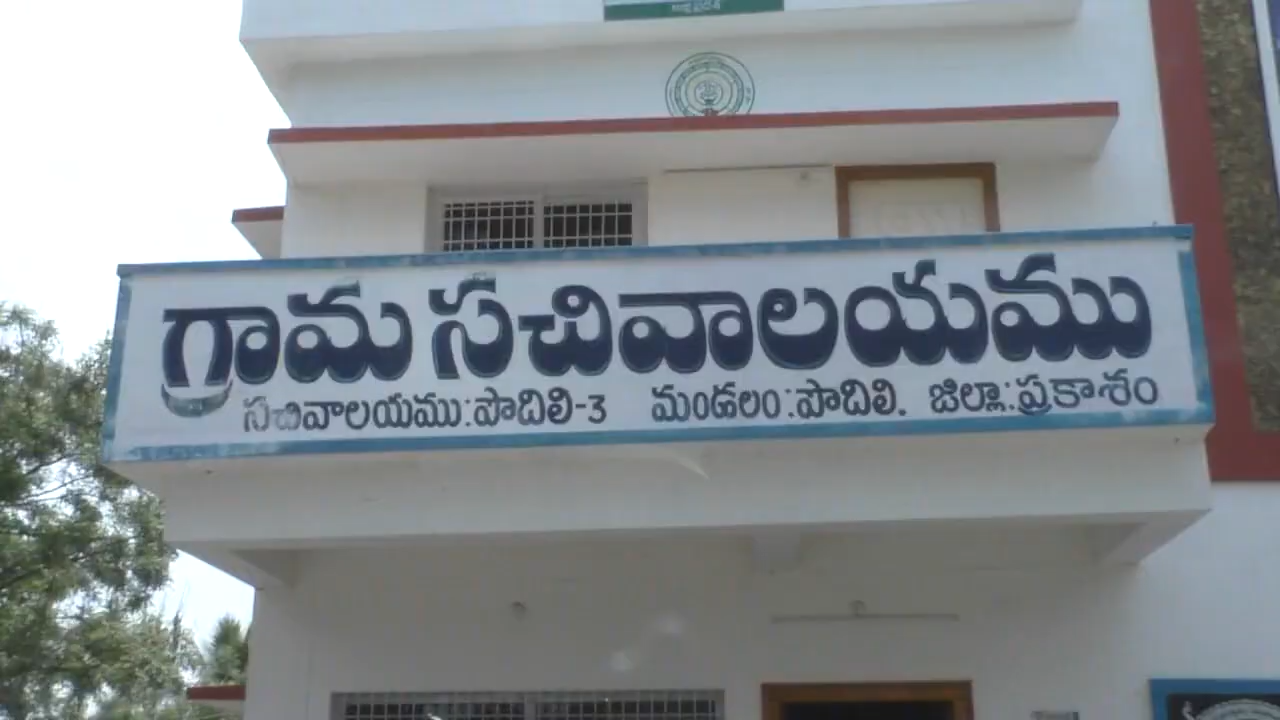 గ్రామ సచివాలయము
సచివాలయము:పొదిలి-3 మండలం:పొదిలి. జిల్లా:ప్రకాశం